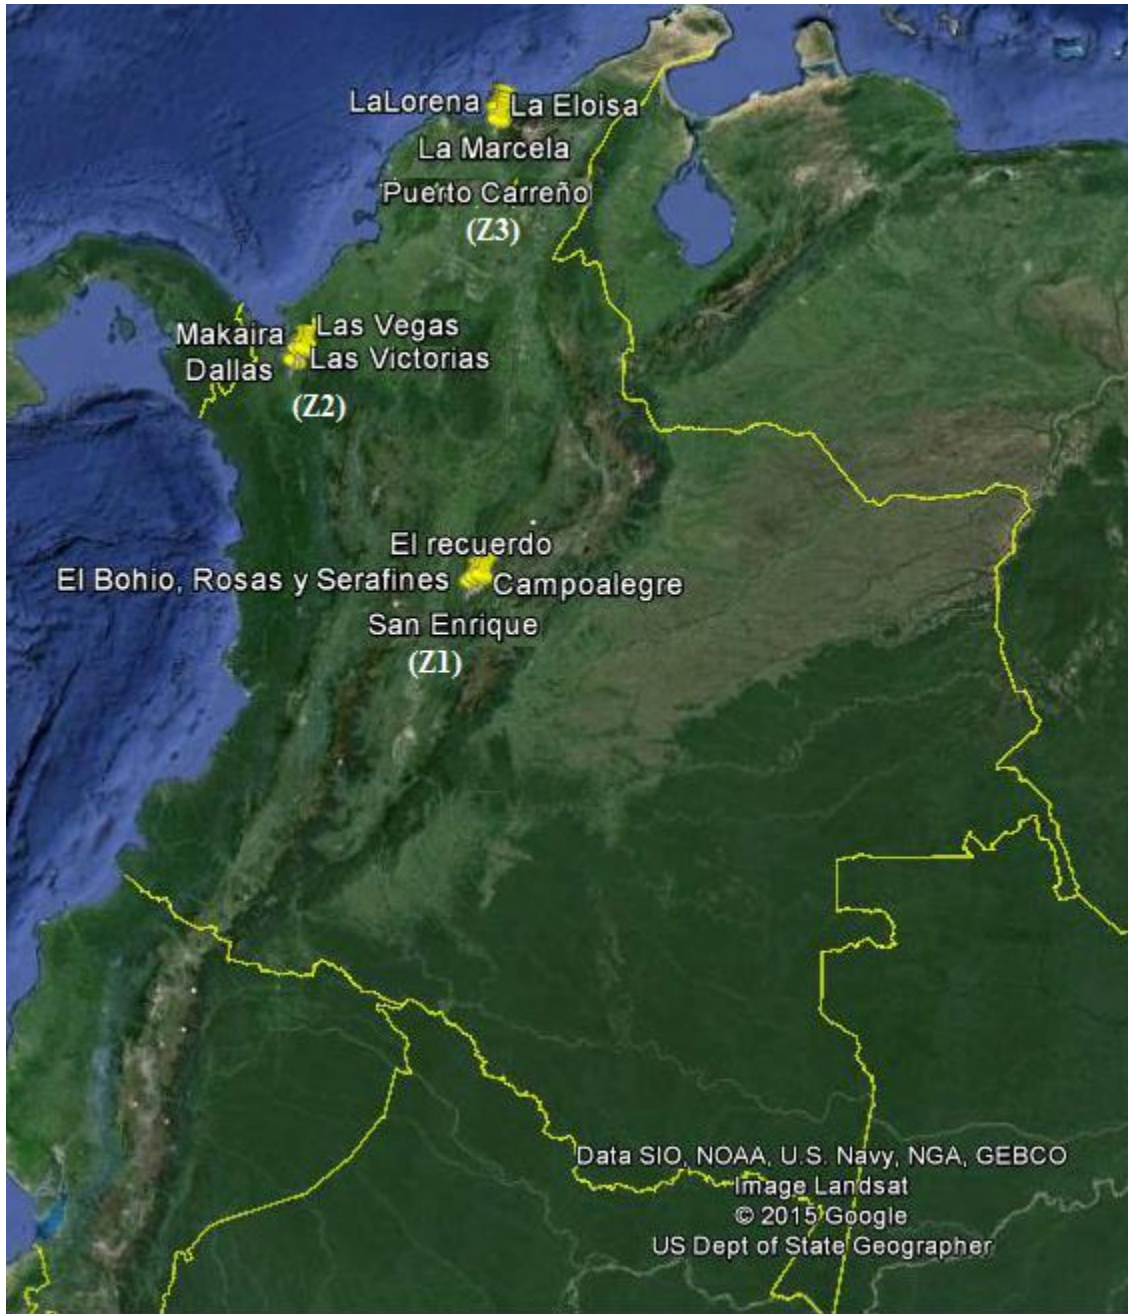 LaLorena La Eloisa
La Marcela
Puerto Carreño
(Z3)
Makaira Las Vegas
Dallas Las Victorias
(Z2)
El recuerdo
El Bohio, Rosas y Serafines Campoalegre
San Enrique
(Z1)
Data SIO, NOAA, U.S. Navy, NGA, GEBCO
Image Landsat
© 2015 Google
US Dept of State Geographer